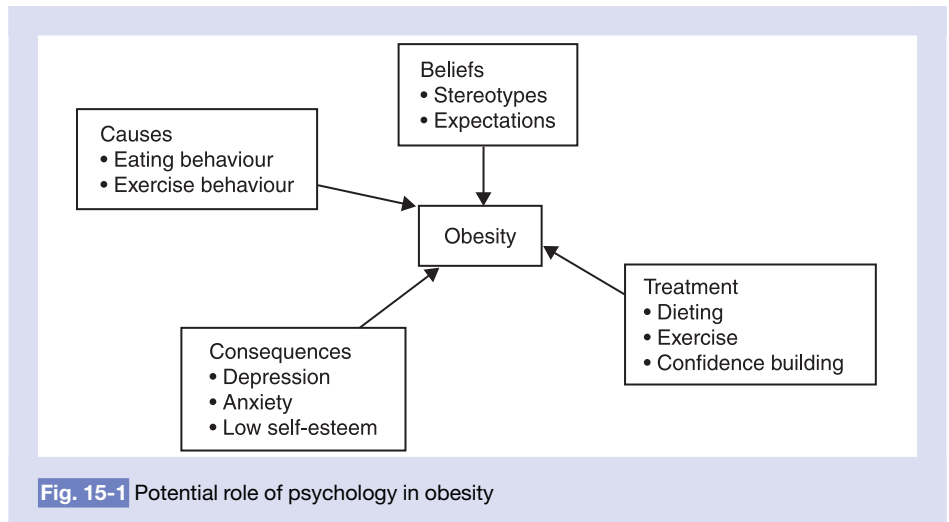 Beliefs
• Stereotypes
• Expectations
Causes
• Eating behaviour
• Exercise behaviour
Obesity
Treatment
• Dieting
• Exercise
• Confidence building
Consequences
• Depression
• Anxiety
• Low self-esteem
Fig. 15-1 Potential role of psychology in obesity